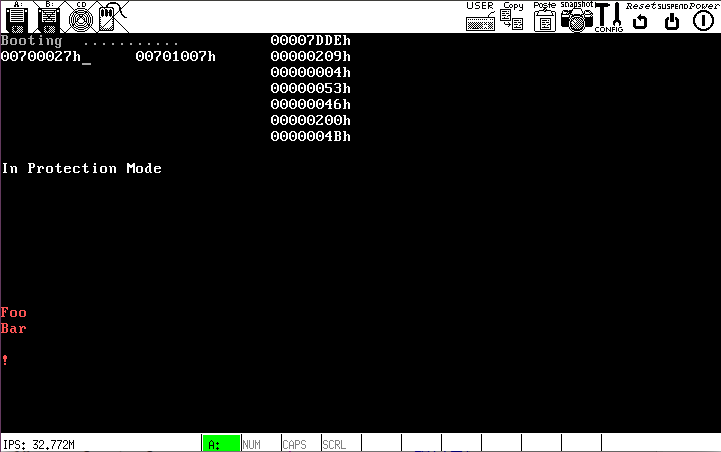 A: B: CD USER Copy Paste Snapshot CONFIG Reset SUSPEND Power
Booting ........... 00007DDEh
00700027h_ 00701007h 00000209h
00000004h
00000053h
00000046h
00000200h
0000004Bh
In Protection Mode
Foo
Bar
!
IPS: 32.772M A: NUM CAPS SCRL